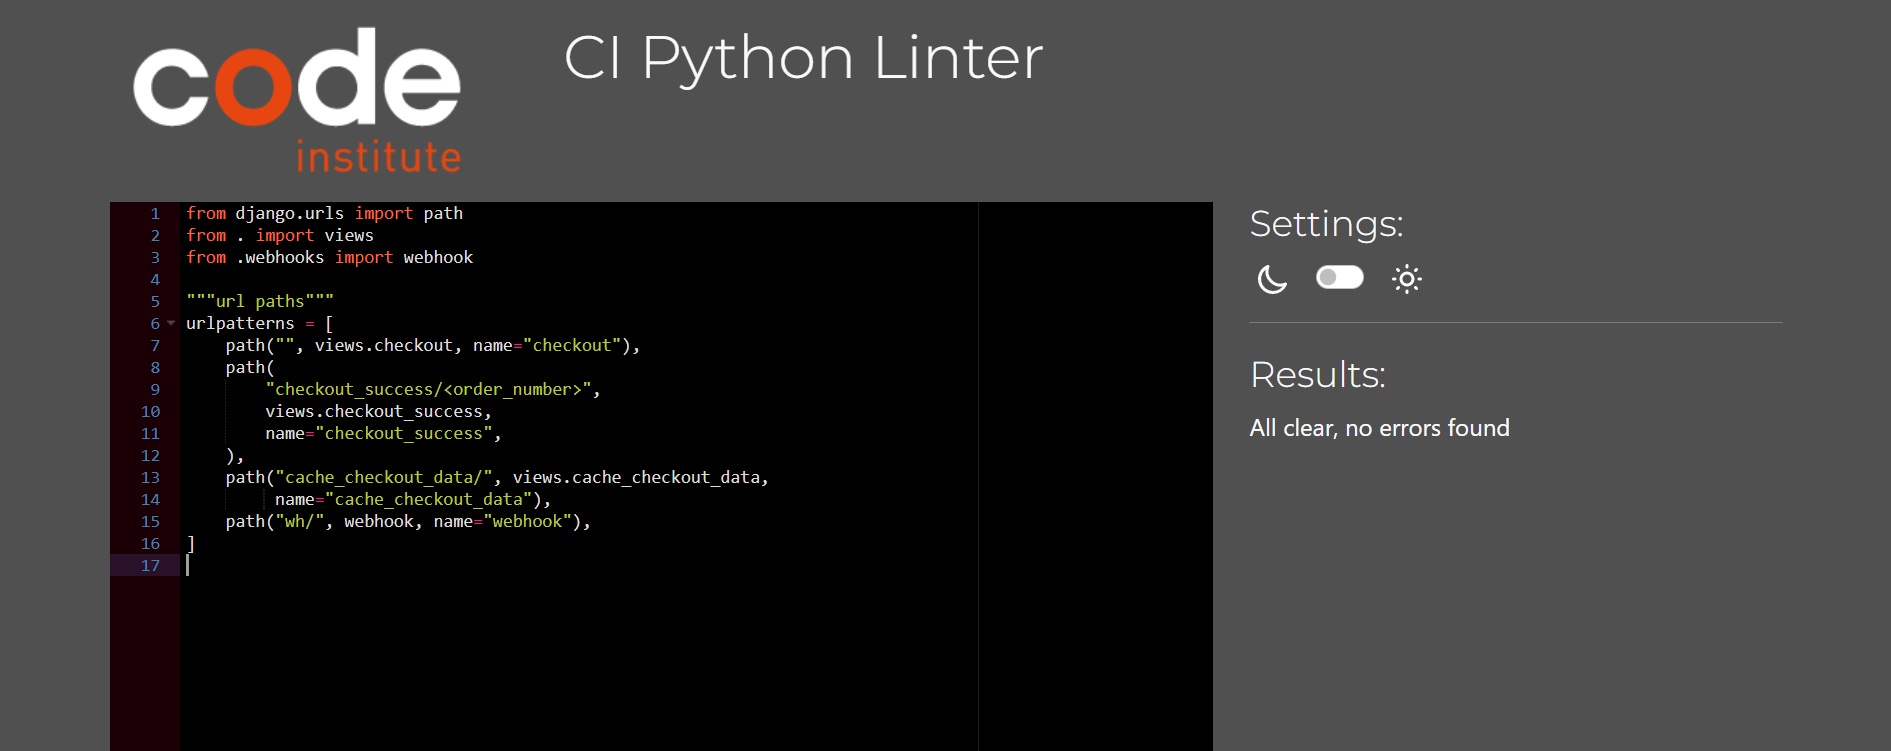 code
institute
CI Python Linter
1 from django.urls import path
2 from . import views
3 from .webhooks import webhook
4
5 """url paths"""
6 urlpatterns = [
7     path("", views.checkout, name="checkout"),
8     path(
9         "checkout_success/<order_number>",
10         views.checkout_success,
11         name="checkout_success",
12     ),
13     path("cache_checkout_data/", views.cache_checkout_data,
14          name="cache_checkout_data"),
15     path("wh/", webhook, name="webhook"),
16 ]
17
Settings:
Results:
All clear, no errors found